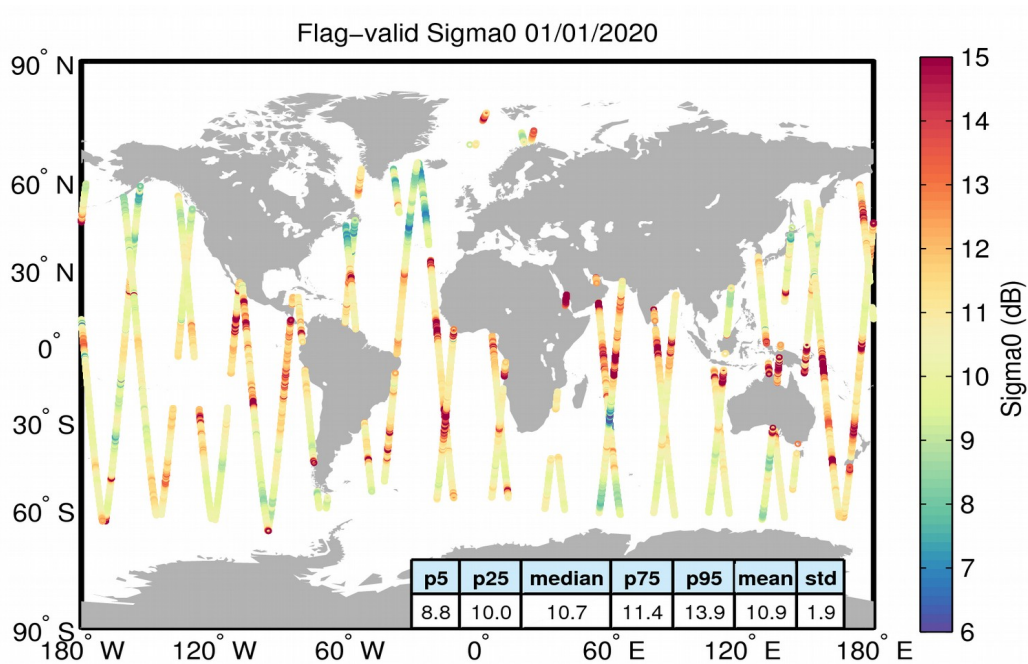 Flag-valid Sigma0 01/01/2020
90° N
60° N
30° N
0°
30° S
60° S
90° S
180° W
120° W
60° W
0°
60° E
120° E
180° E
p5 p25 median p75 p95 mean std
8.8 10.0 10.7 11.4 13.9 10.9 1.9
15
14
13
12
11
10
9
8
7
6
Sigma0 (dB)